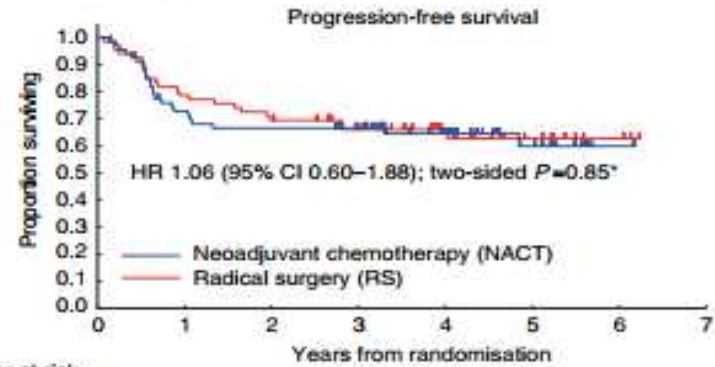 Progression-free survival
Proportion surviving
1.0
0.9
0.8
0.7
0.6
0.5
0.4
0.3
0.2
0.1
0.0
HR 1.06 (95% CI 0.60–1.88); two-sided P=0.85*
Neoadjuvant chemotherapy (NACT)
Radical surgery (RS)
0 1 2 3 4 5 6 7
Years from randomisation